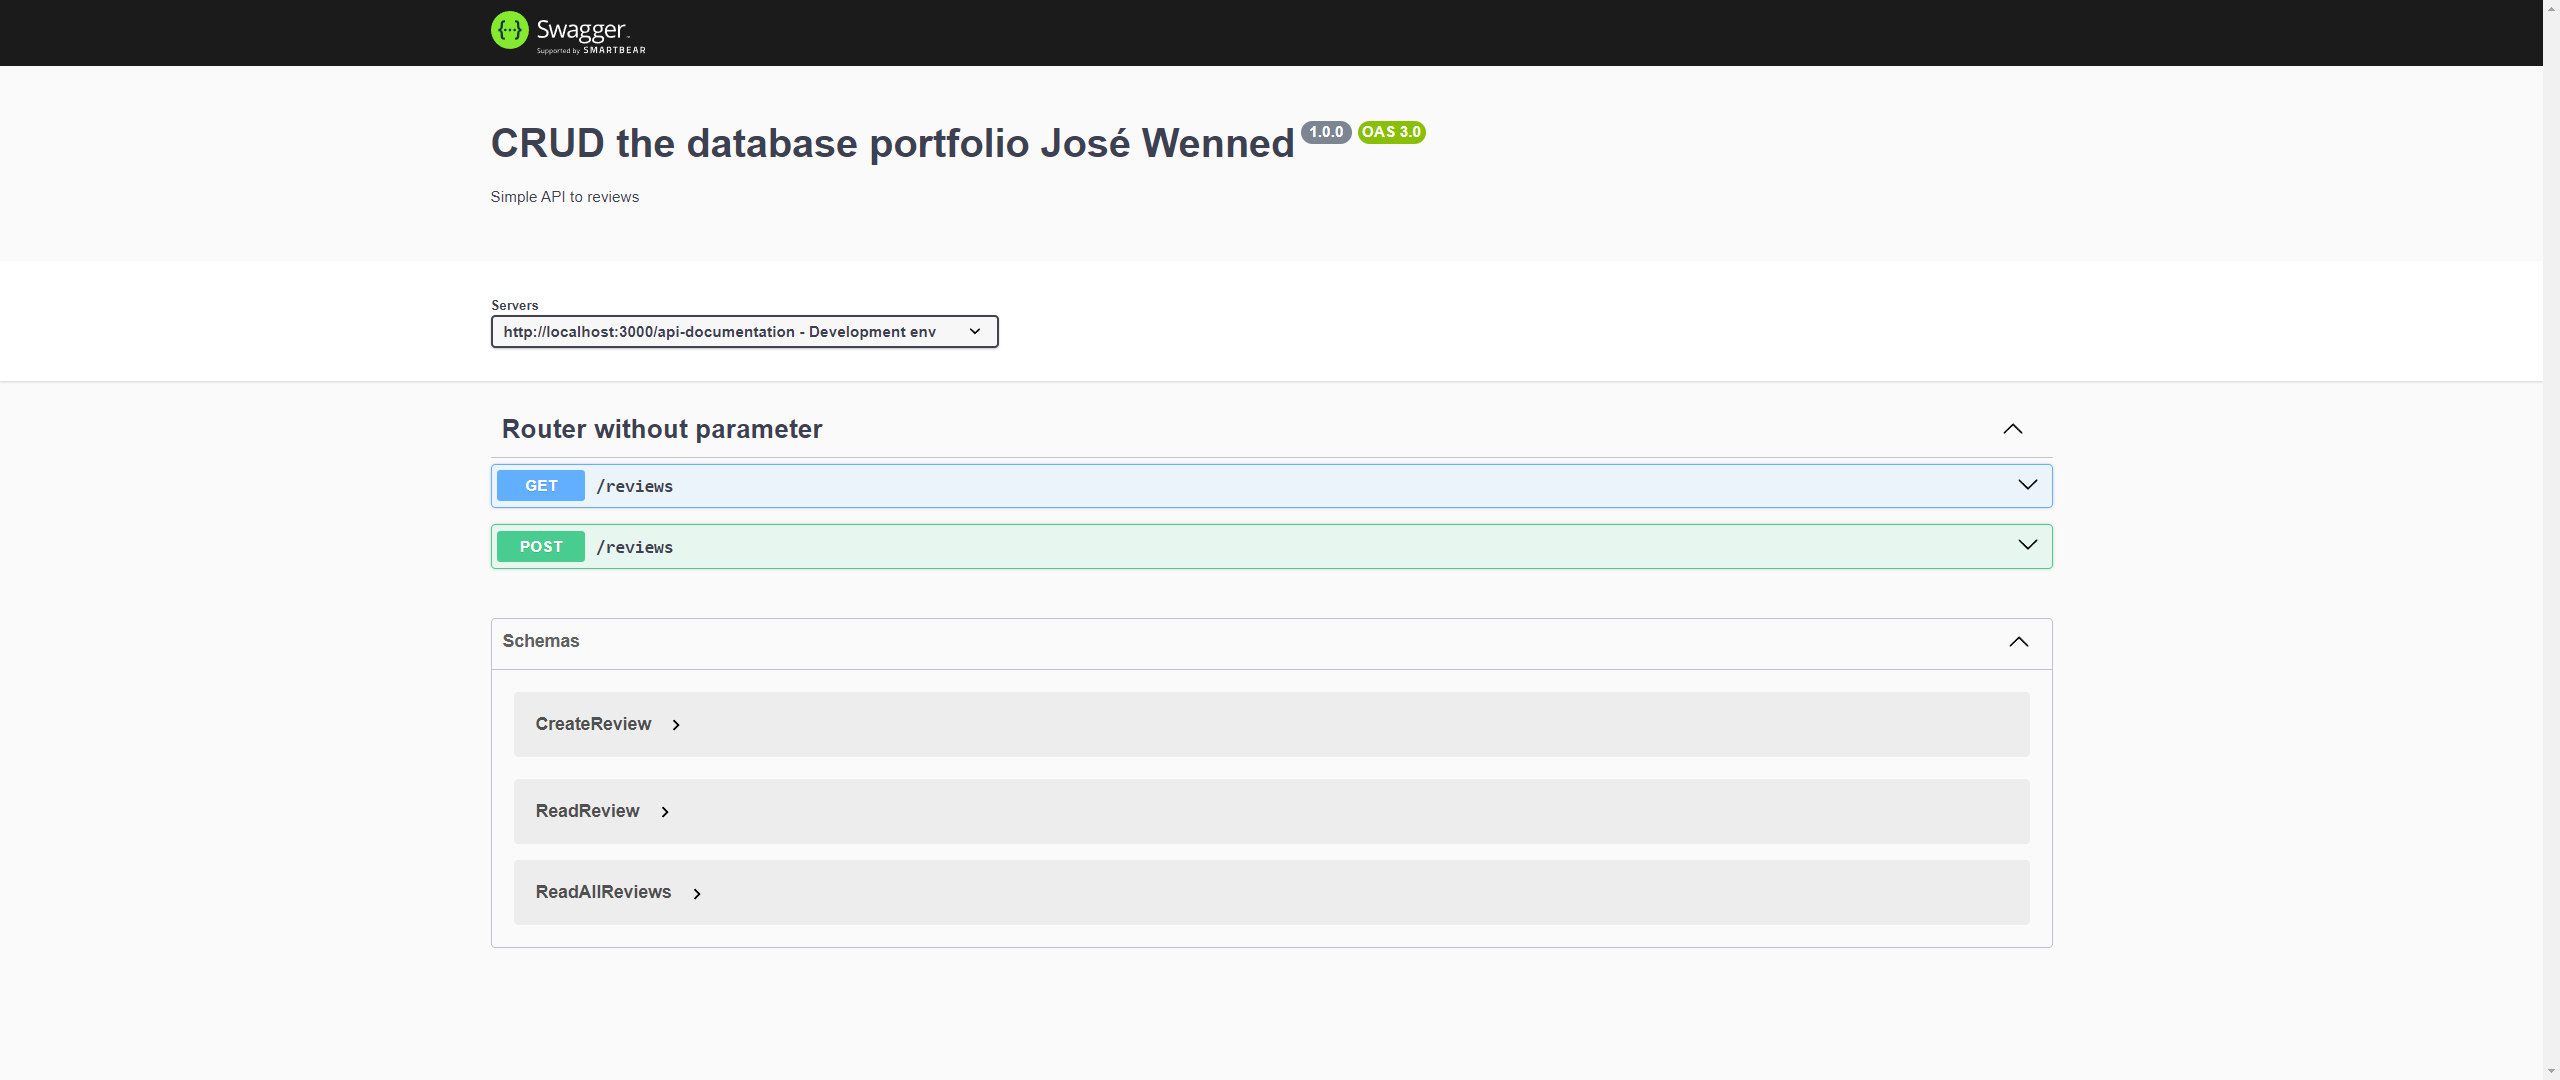 Swagger
Supported by SMARTBEAR
CRUD the database portfolio José Wenned 1.0.0 OAS 3.0
Simple API to reviews
Servers
http://localhost:3000/api-documentation - Development env
Router without parameter
GET /reviews
POST /reviews
Schemas
CreateReview
ReadReview
ReadAllReviews